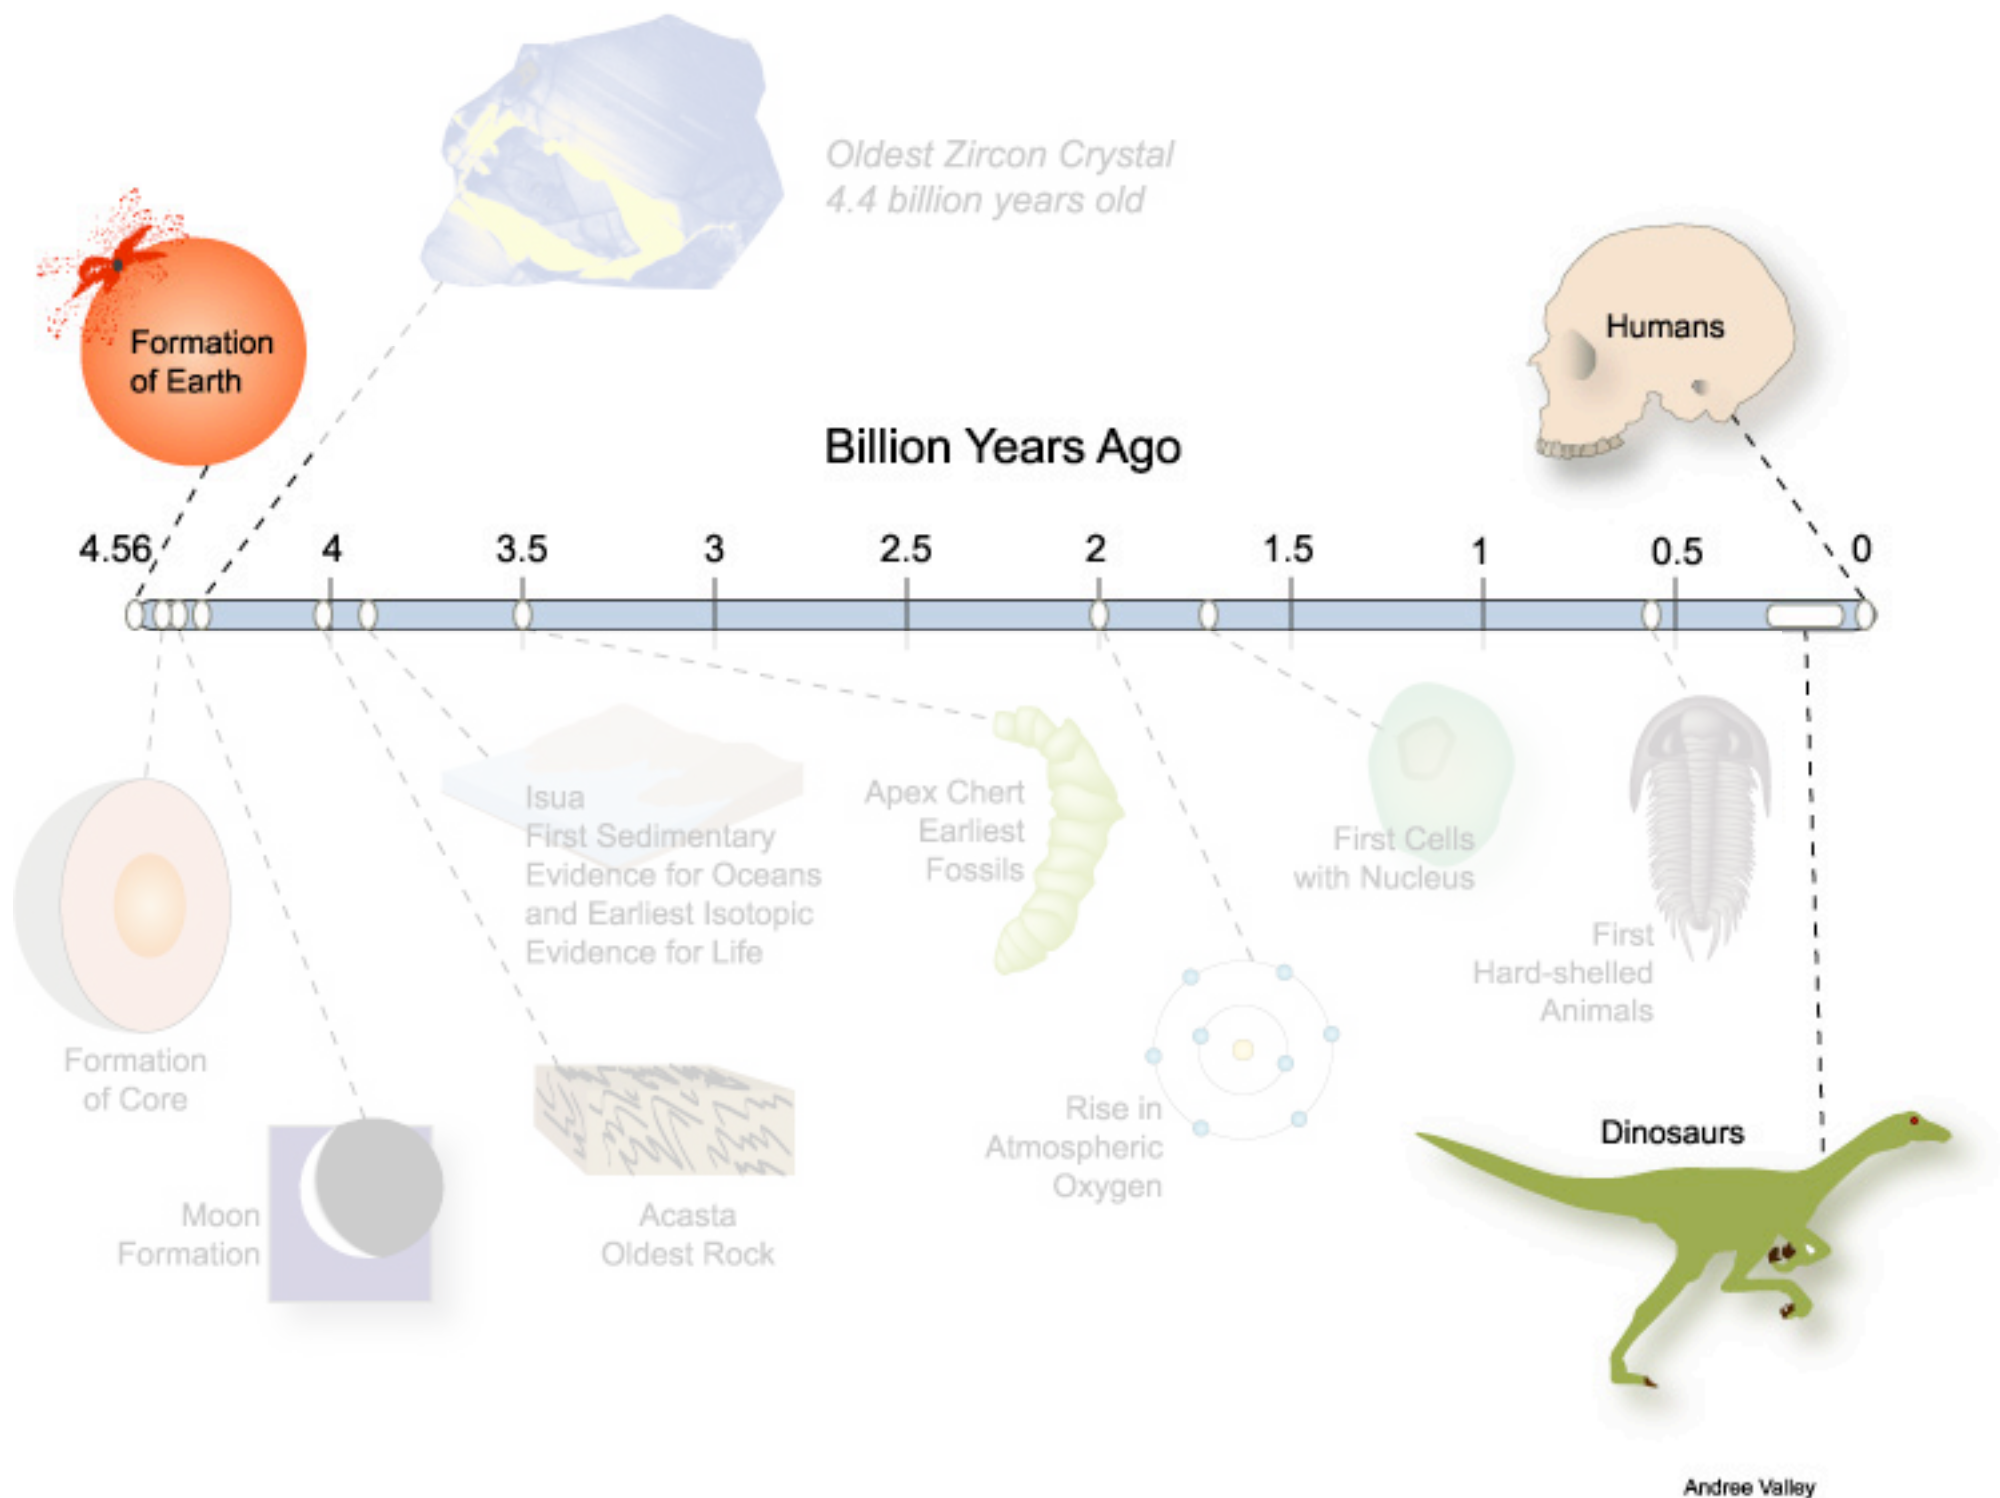 Oldest Zircon Crystal
4.4 billion years old
Formation
of Earth
Humans
Billion Years Ago
4.56 4 3.5 3 2.5 2 1.5 1 0.5 0
Isua
First Sedimentary
Evidence for Oceans
and Earliest Isotopic
Evidence for Life
Apex Chert
Earliest
Fossils
First Cells
with Nucleus
First
Hard-shelled
Animals
Formation
of Core
Rise in
Atmospheric
Oxygen
Dinosaurs
Moon
Formation
Acasta
Oldest Rock
Andree Valley